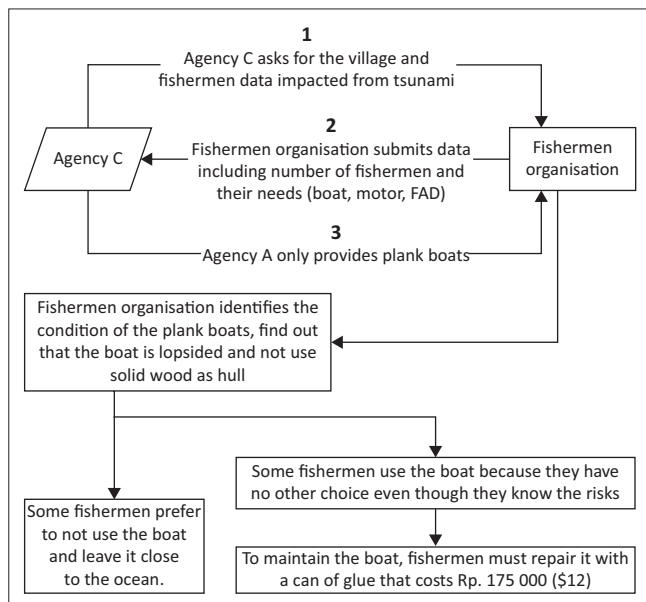 1
Agency C asks for the village and
fishermen data impacted from tsunami
2
Agency C
Fishermen organisation submits data
including number of fishermen and
their needs (boat, motor, FAD)
Fishermen
organisation
3
Agency A only provides plank boats
Fishermen organisation identifies the
condition of the plank boats, find out
that the boat is lopsided and not use
solid wood as hull
Some fishermen prefer
to not use the boat
and leave it close
to the ocean.
Some fishermen use the boat because they have
no other choice even though they know the risks
To maintain the boat, fishermen must repair it with
a can of glue that costs Rp. 175 000 ($12)